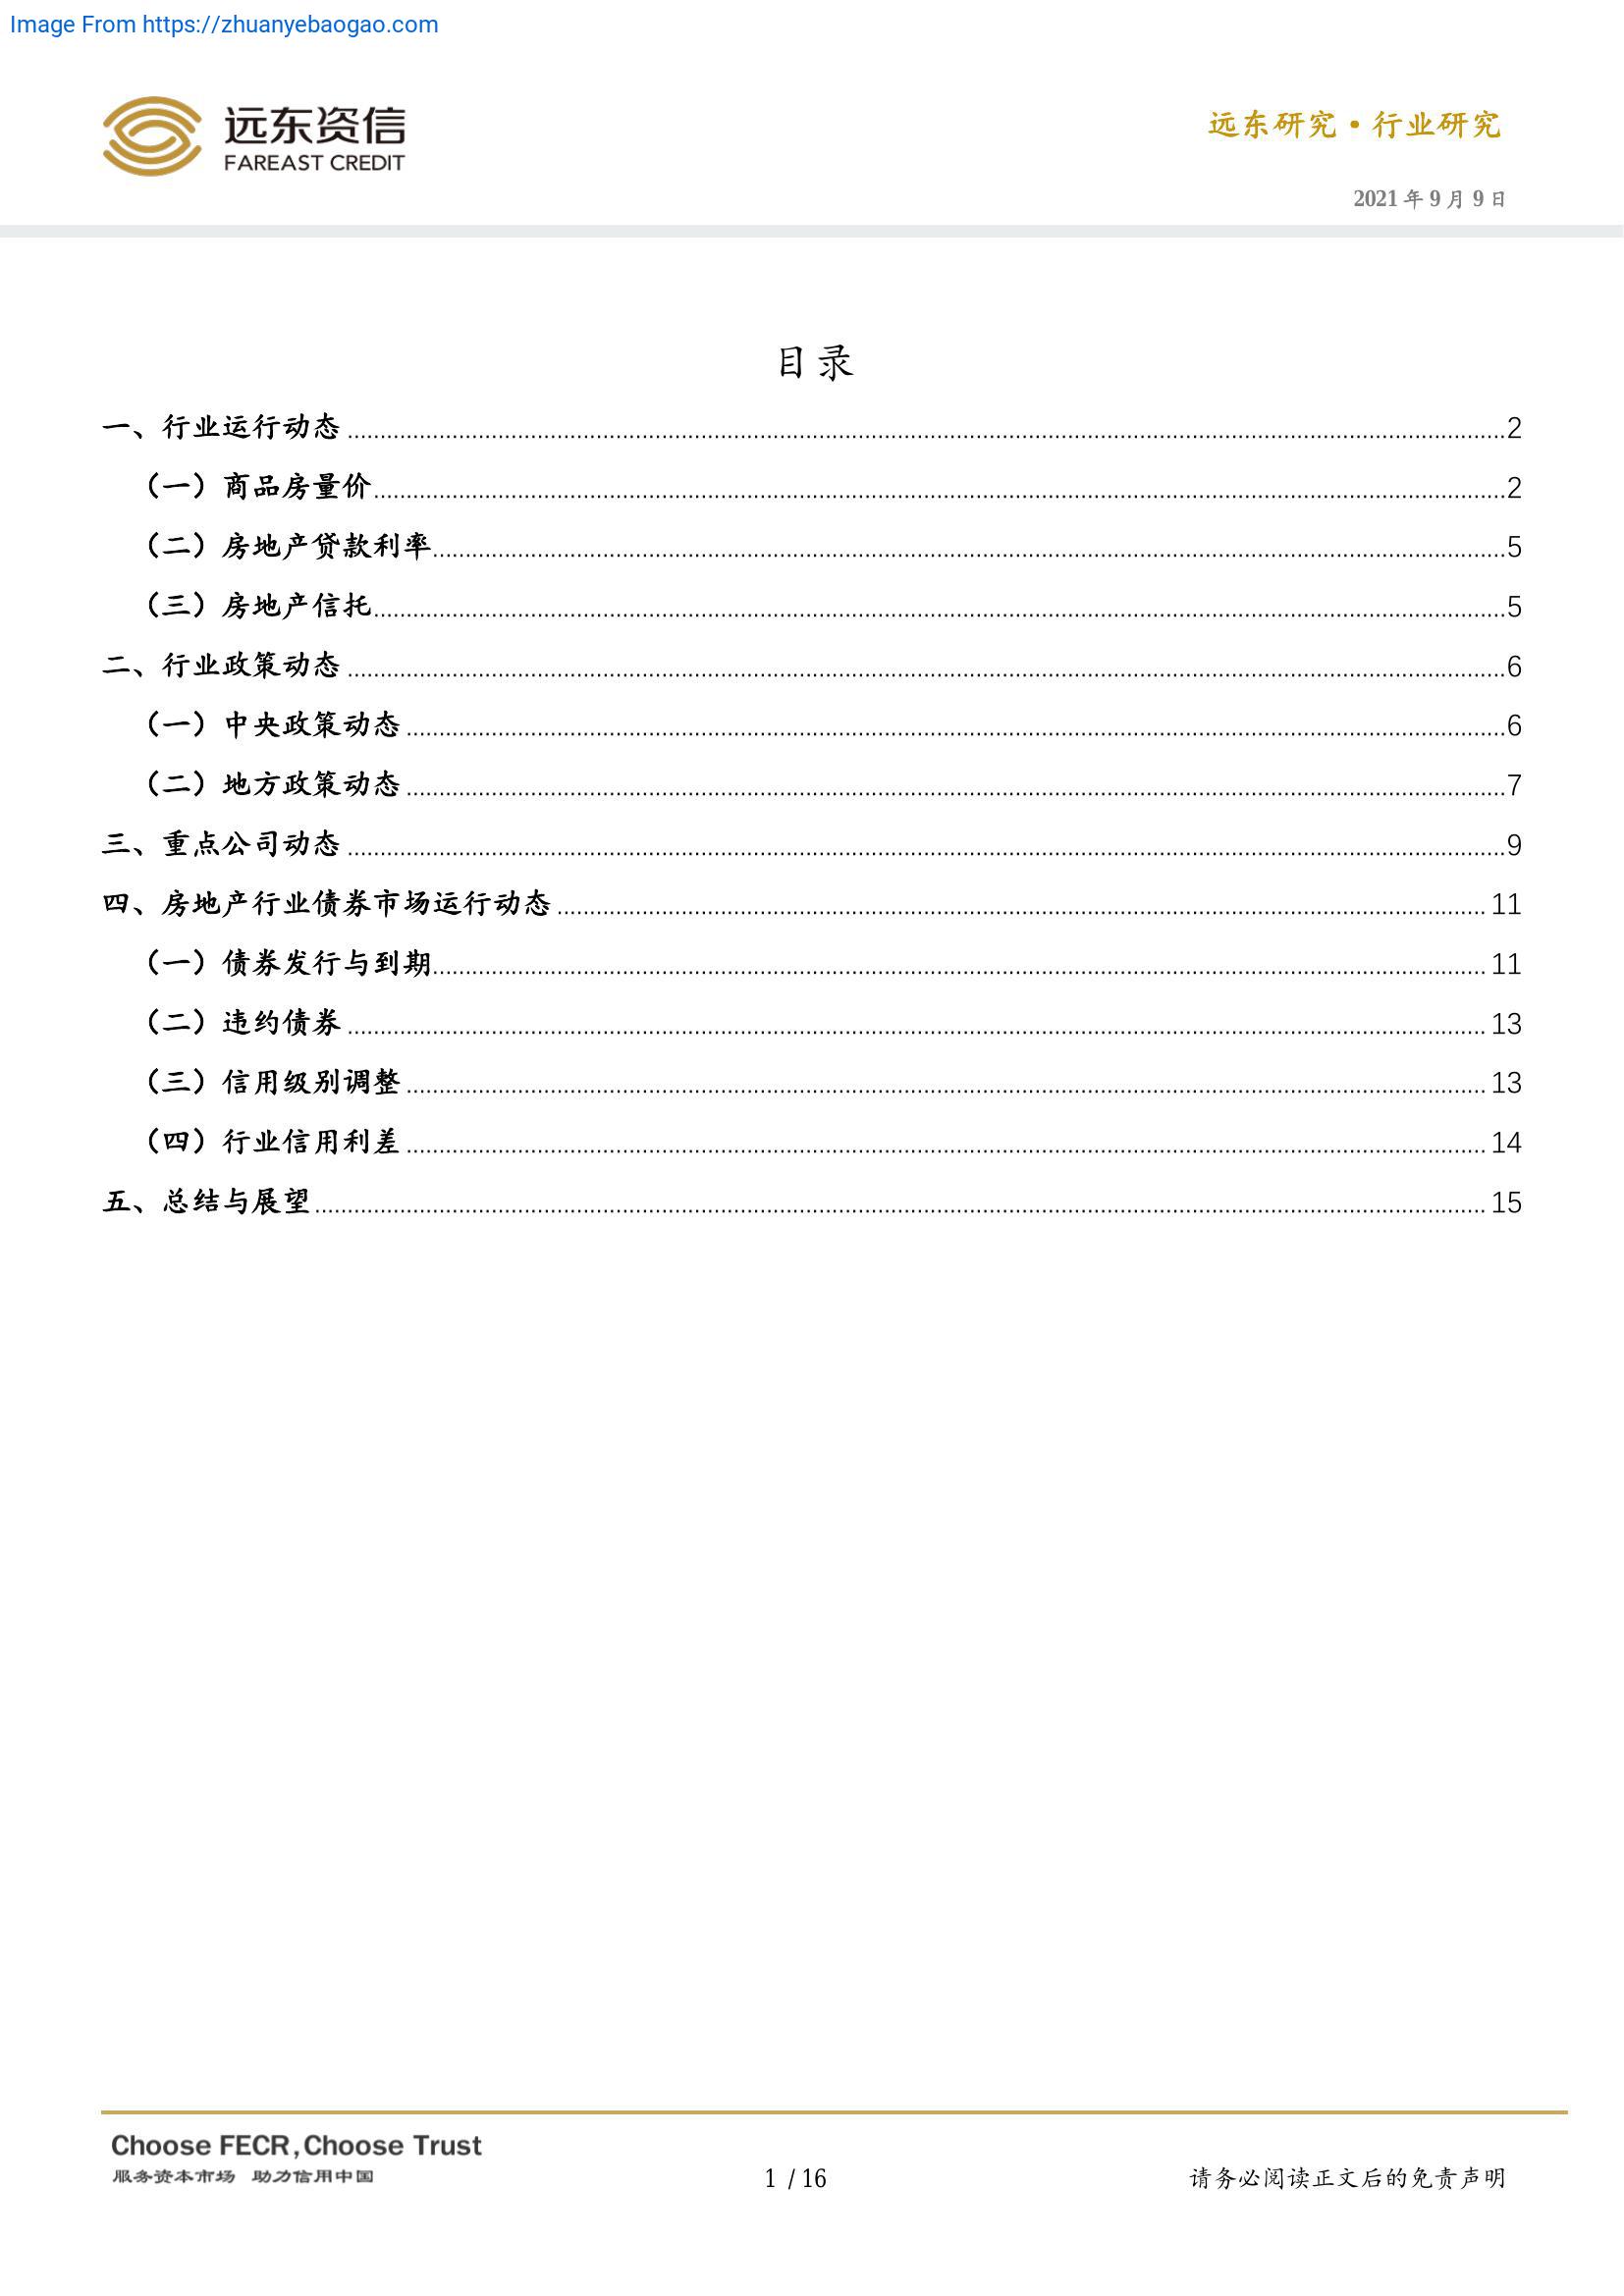 Image From https://zhuanyebaogao.com
远东资信
FAREAST CREDIT
远东研究·行业研究
2021年9月9日
目录
一、行业运行动态 2
（一）商品房量价 2
（二）房地产贷款利率 5
（三）房地产信托 5
二、行业政策动态 6
（一）中央政策动态 6
（二）地方政策动态 7
三、重点公司动态 9
四、房地产行业债券市场运行动态 11
（一）债券发行与到期 11
（二）违约债券 13
（三）信用级别调整 13
（四）行业信用利差 14
五、总结与展望 15
Choose FECR, Choose Trust
服务资本市场 助力信用中国
1 / 16
请务必阅读正文后的免责声明